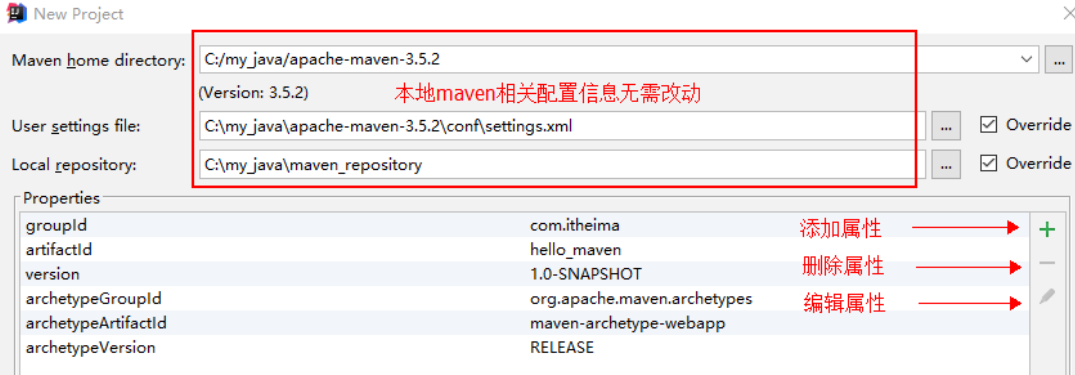 New Project
Maven home directory: C:/my_java/apache-maven-3.5.2 ...
(Version: 3.5.2) 本地maven相关配置信息无需改动
User settings file: C:\my_java\apache-maven-3.5.2\conf\settings.xml ... Override
Local repository: C:\my_java\maven_repository ... Override
Properties
groupId com.itheima 添加属性
artifactId hello_maven
version 1.0-SNAPSHOT 删除属性
archetypeGroupId org.apache.maven.archetypes 编辑属性
archetypeArtifactId maven-archetype-webapp
archetypeVersion RELEASE